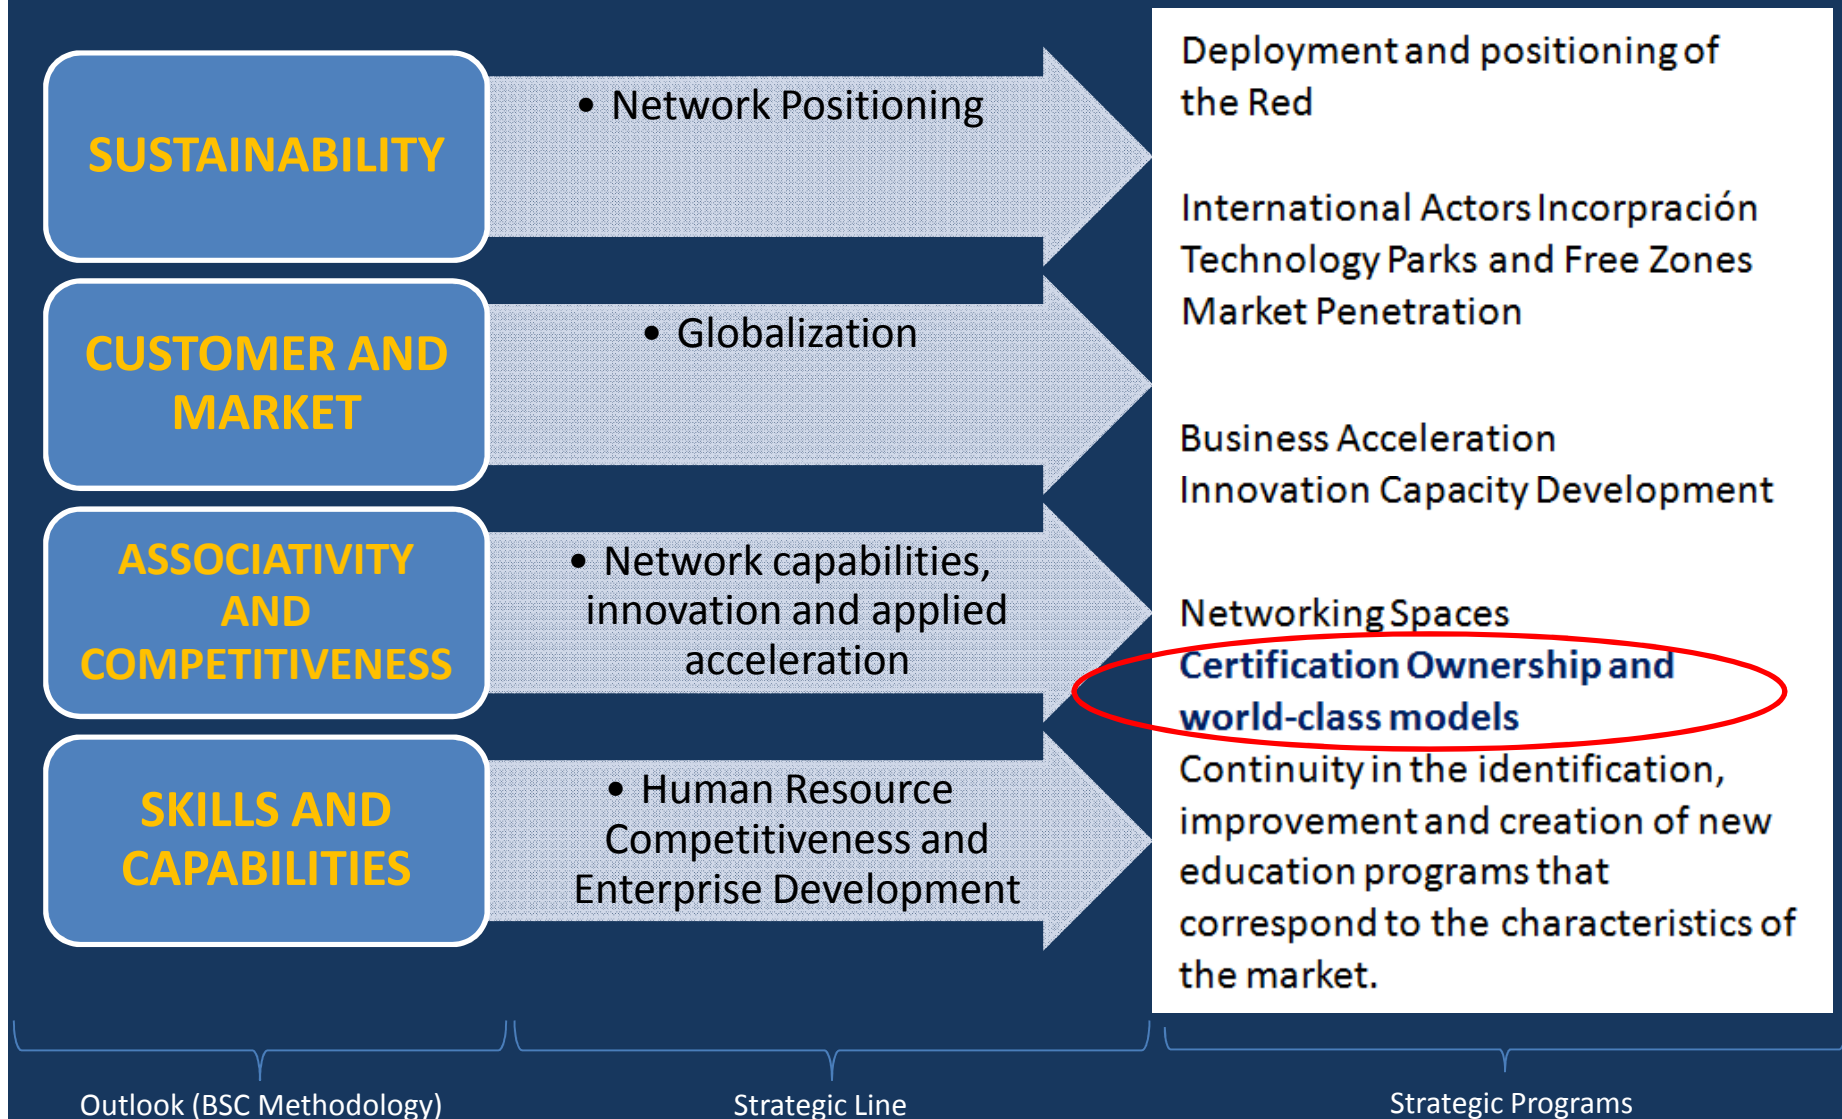 SUSTAINABILITY
• Network Positioning
CUSTOMER AND
MARKET
• Globalization
ASSOCIATIVITY
AND
COMPETITIVENESS
• Network capabilities,
innovation and applied
acceleration
SKILLS AND
CAPABILITIES
• Human Resource
Competitiveness and
Enterprise Development
Deployment and positioning of
the Red
International Actors Incorpración
Technology Parks and Free Zones
Market Penetration
Business Acceleration
Innovation Capacity Development
Networking Spaces
Certification Ownership and
world-class models
Continuity in the identification,
improvement and creation of new
education programs that
correspond to the characteristics of
the market.
Outlook (BSC Methodology)
Strategic Line
Strategic Programs